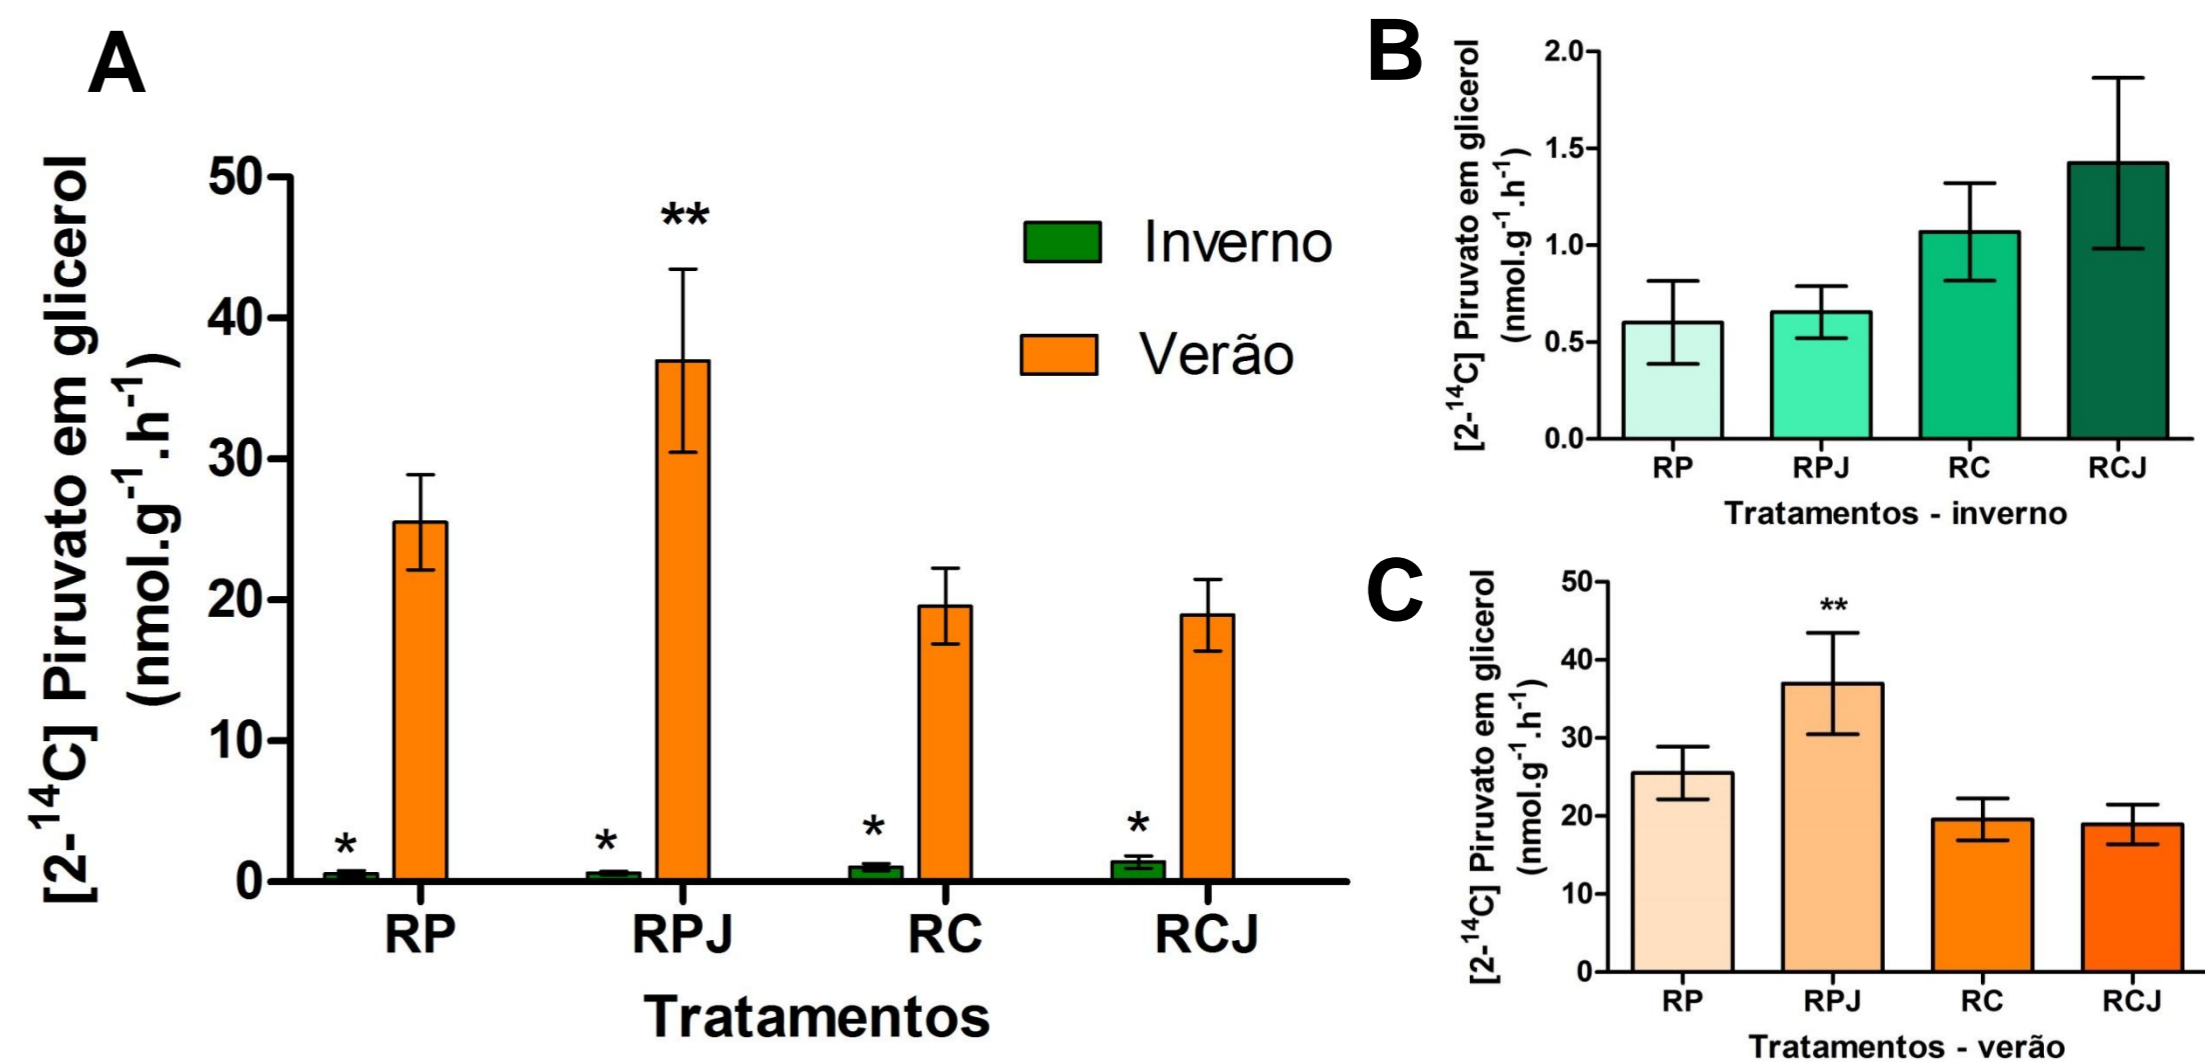 A
[2-¹⁴C] Piruvato em glicerol
(nmol.g⁻¹.h⁻¹)
50
40
30
20
10
0
**
*
*
*
*
Inverno
Verão
RP RPJ RC RCJ
Tratamentos
B
[2-¹⁴C] Piruvato em glicerol
(nmol.g⁻¹.h⁻¹)
2.0
1.5
1.0
0.5
0.0
RP RPJ RC RCJ
Tratamentos - inverno
C
[2-¹⁴C] Piruvato em glicerol
(nmol.g⁻¹.h⁻¹)
50
40
30
20
10
0
**
RP RPJ RC RCJ
Tratamentos - verão